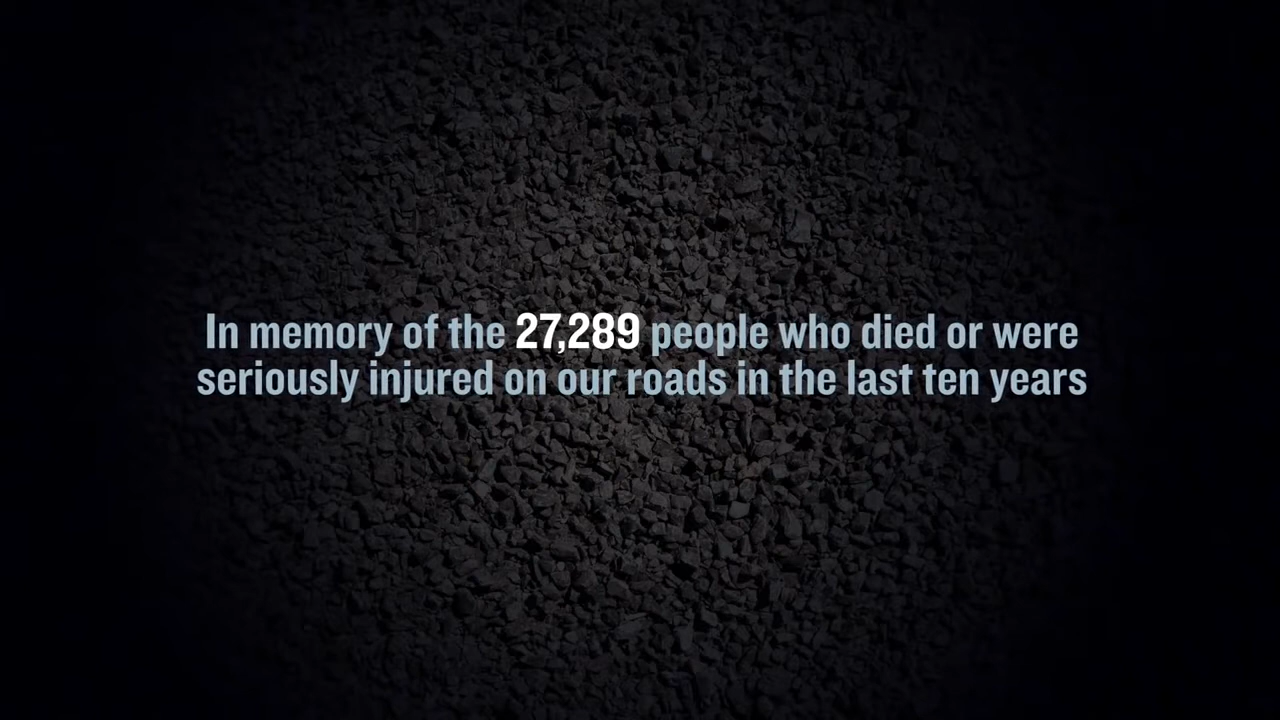 In memory of the 27,289 people who died or were
seriously injured on our roads in the last ten years